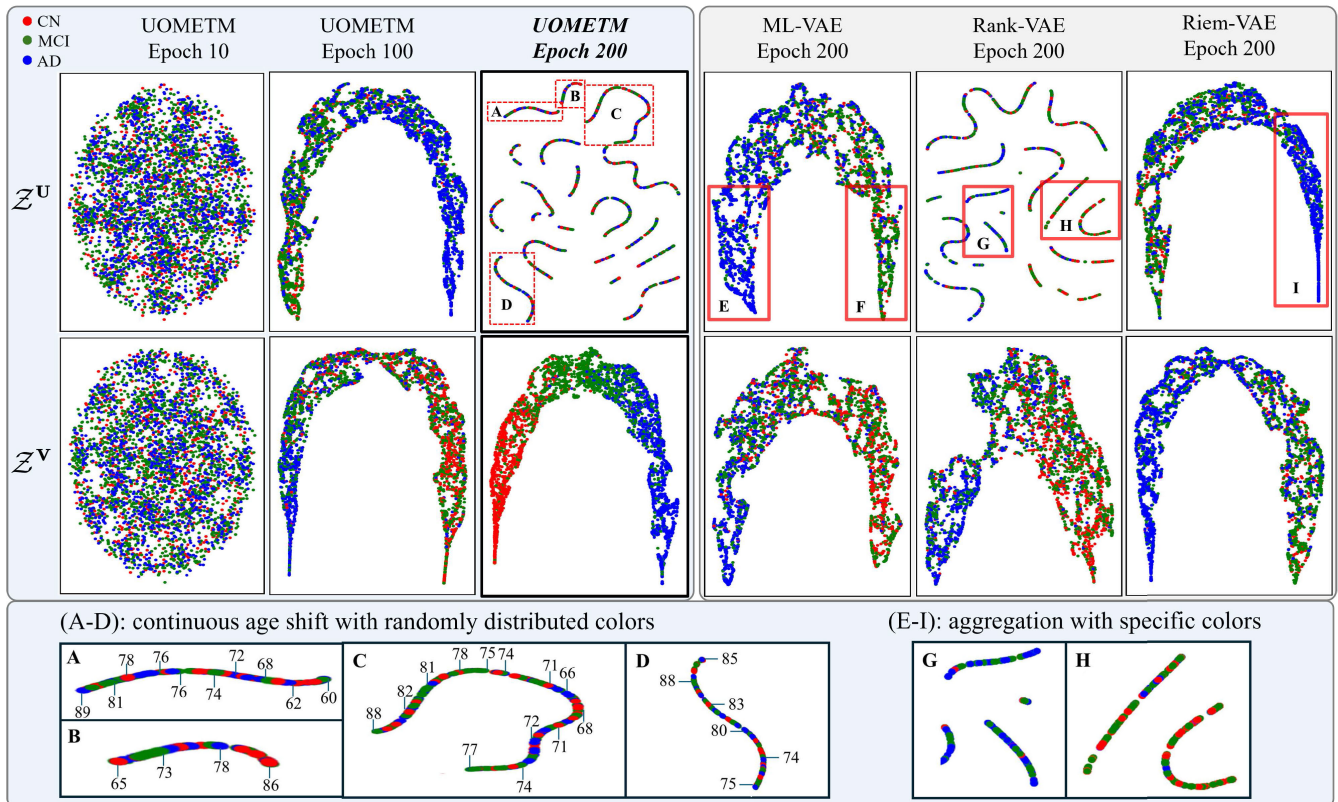 CN
MCI
AD
UOMETM
Epoch 10
UOMETM
Epoch 100
UOMETM
Epoch 200
ML-VAE
Epoch 200
Rank-VAE
Epoch 200
Riem-VAE
Epoch 200
𝒵ᵁ
A
B
C
D
E
F
G
H
I
𝒵ⱽ
(A-D): continuous age shift with randomly distributed colors
(E-I): aggregation with specific colors
A
78
76
72
68
89
81
76
74
62
60
B
65
73
78
86
C
78
75
74
81
71
66
82
88
68
72
71
77
74
D
85
88
83
80
74
75
G
H